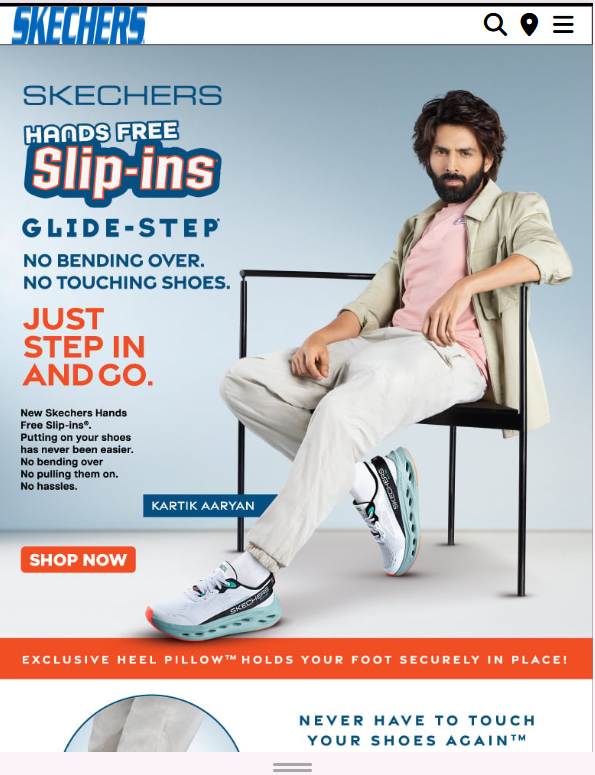 SKECHERS
SKECHERS
HANDS FREE
Slip-ins
GLIDE-STEP®
NO BENDING OVER.
NO TOUCHING SHOES.
JUST
STEP IN
AND GO.
New Skechers Hands
Free Slip-ins®.
Putting on your shoes
has never been easier.
No bending over
No pulling them on.
No hassles.
KARTIK AARYAN
SHOP NOW
SKECHERS
SKECHERS
EXCLUSIVE HEEL PILLOW™ HOLDS YOUR FOOT SECURELY IN PLACE!
NEVER HAVE TO TOUCH
YOUR SHOES AGAIN™